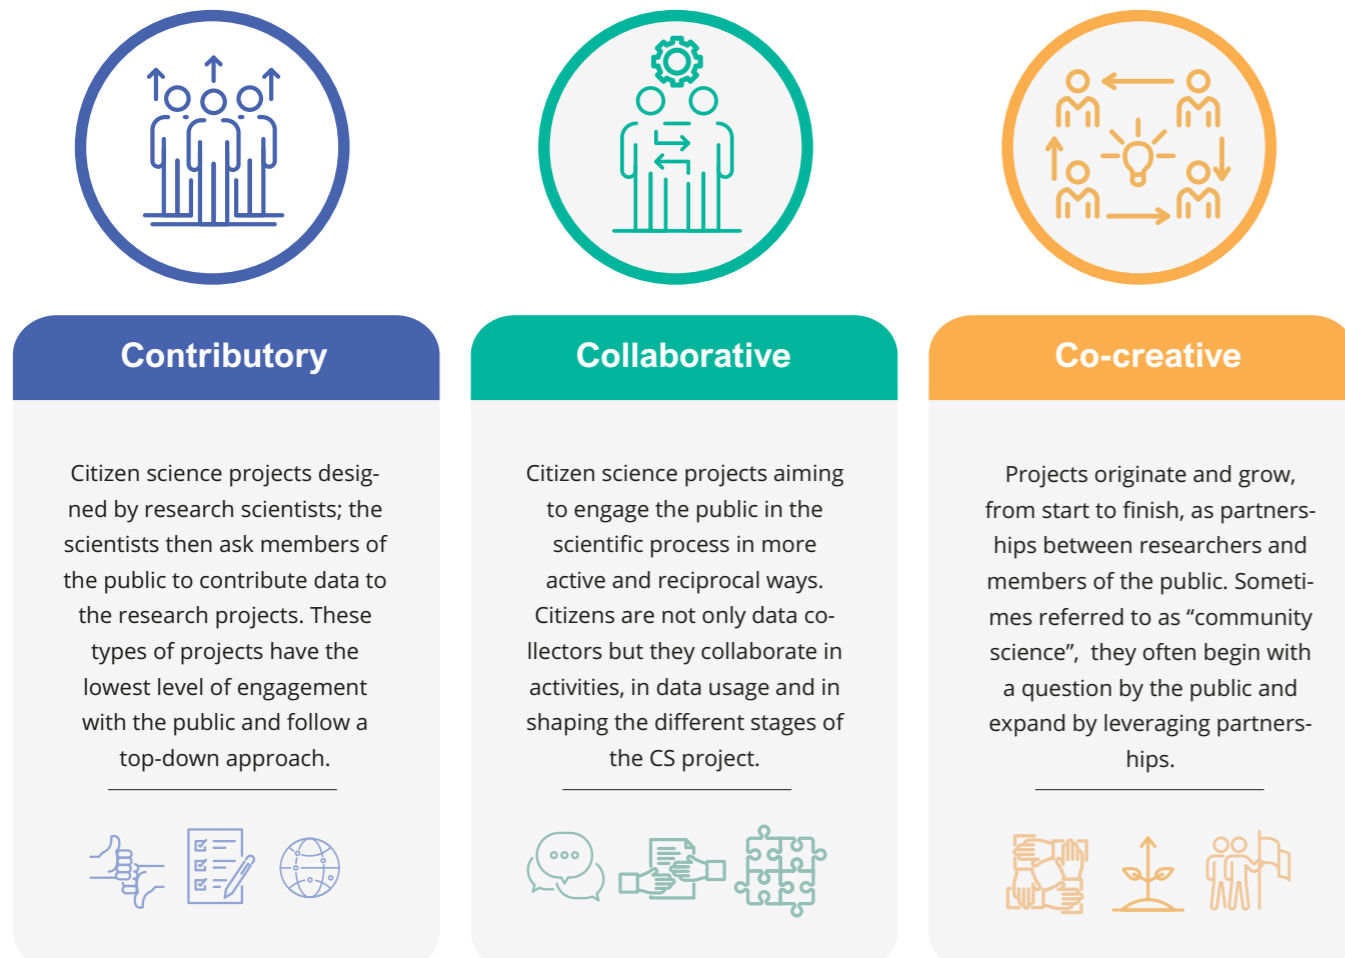 Contributory
Citizen science projects desig-
ned by research scientists; the
scientists then ask members of
the public to contribute data to
the research projects. These
types of projects have the
lowest level of engagement
with the public and follow a
top-down approach.
Collaborative
Citizen science projects aiming
to engage the public in the
scientific process in more
active and reciprocal ways.
Citizens are not only data co-
llectors but they collaborate in
activities, in data usage and in
shaping the different stages of
the CS project.
Co-creative
Projects originate and grow,
from start to finish, as partners-
hips between researchers and
members of the public. Someti-
mes referred to as “community
science”,  they often begin with
a question by the public and
expand by leveraging partners-
hips.